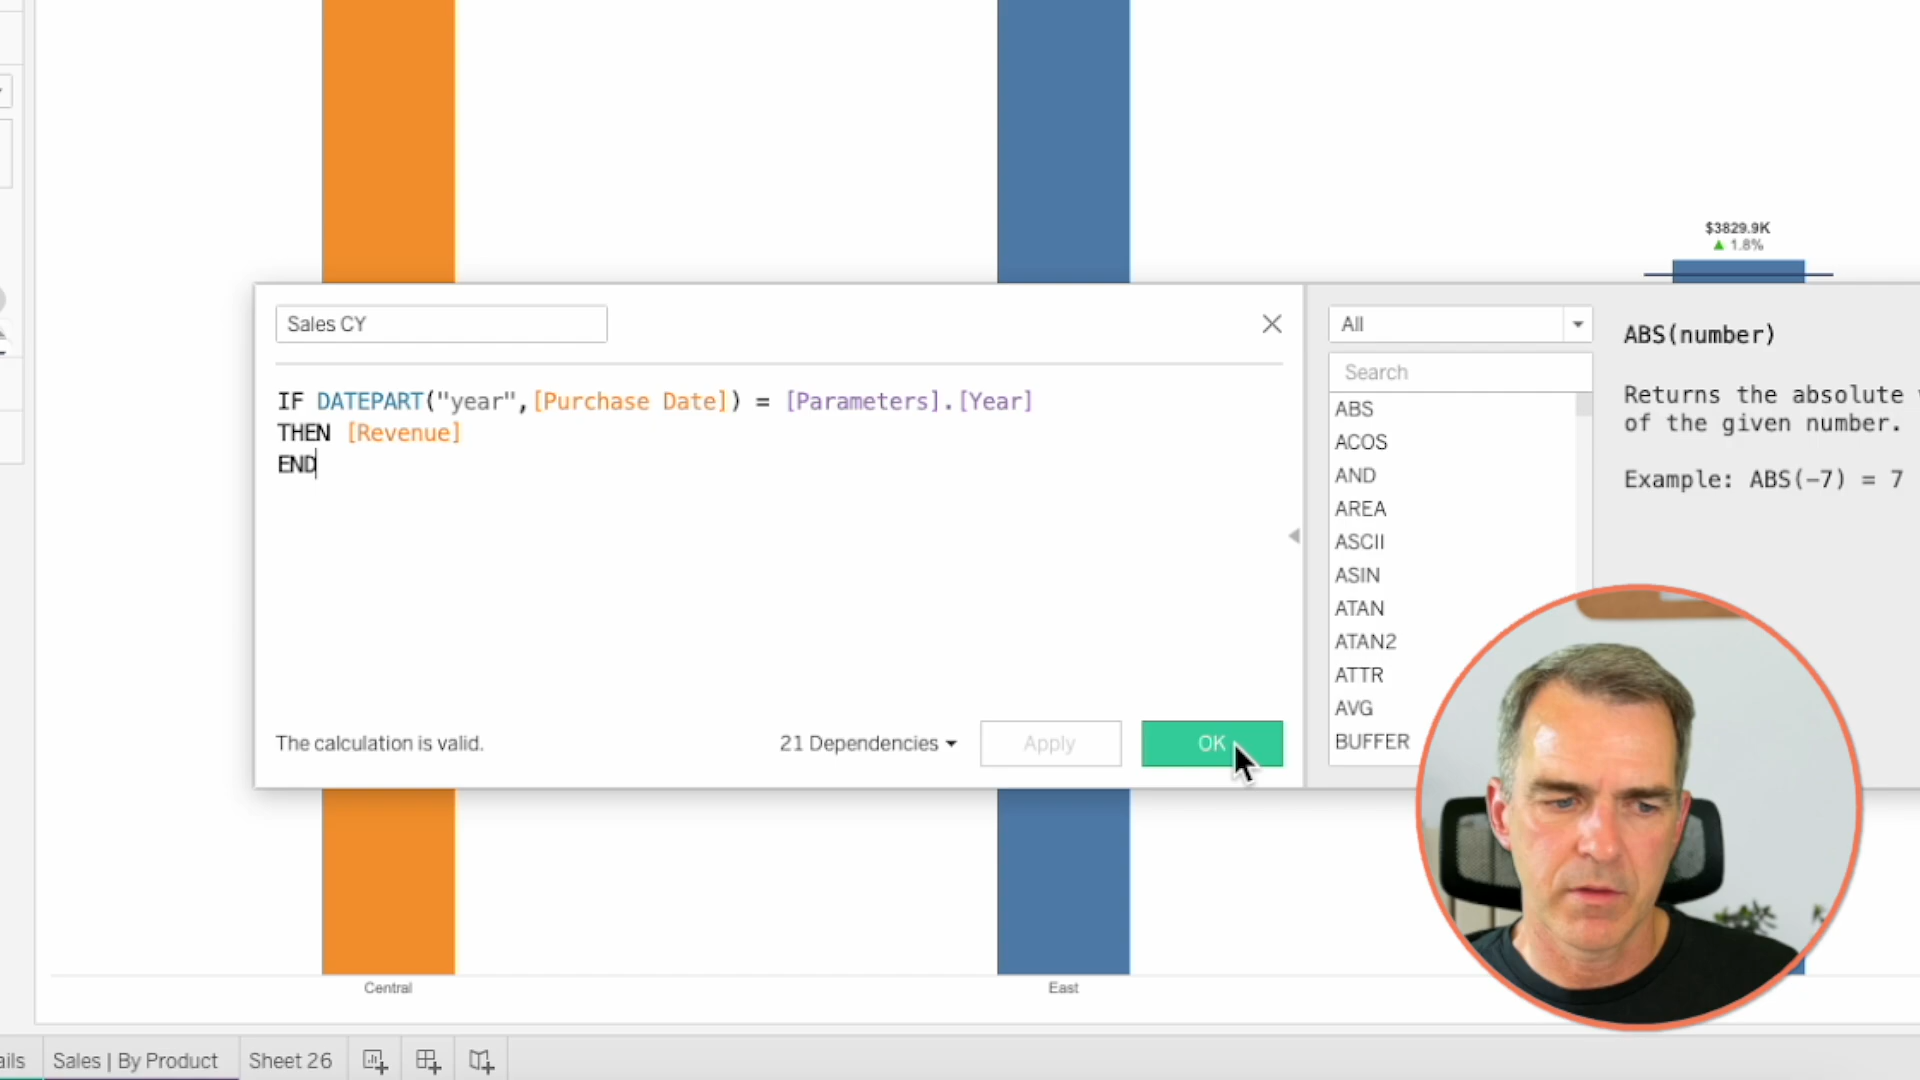 $3829.9K
▲ 1.8%
Sales CY
IF DATEPART("year",[Purchase Date]) = [Parameters].[Year]
THEN [Revenue]
END
The calculation is valid.
21 Dependencies
Apply
OK
All
Search
ABS
ACOS
AND
AREA
ASCII
ASIN
ATAN
ATAN2
ATTR
AVG
BUFFER
ABS(number)
Returns the absolute
of the given number.
Example: ABS(-7) = 7
Central
East
ails
Sales | By Product
Sheet 26